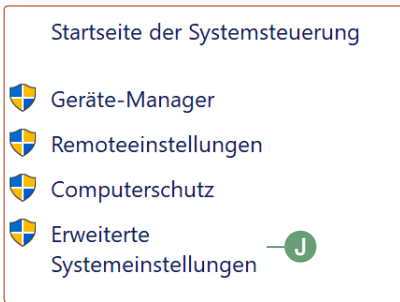 Startseite der Systemsteuerung
Geräte-Manager
Remoteeinstellungen
Computerschutz
Erweiterte
Systemeinstellungen
J